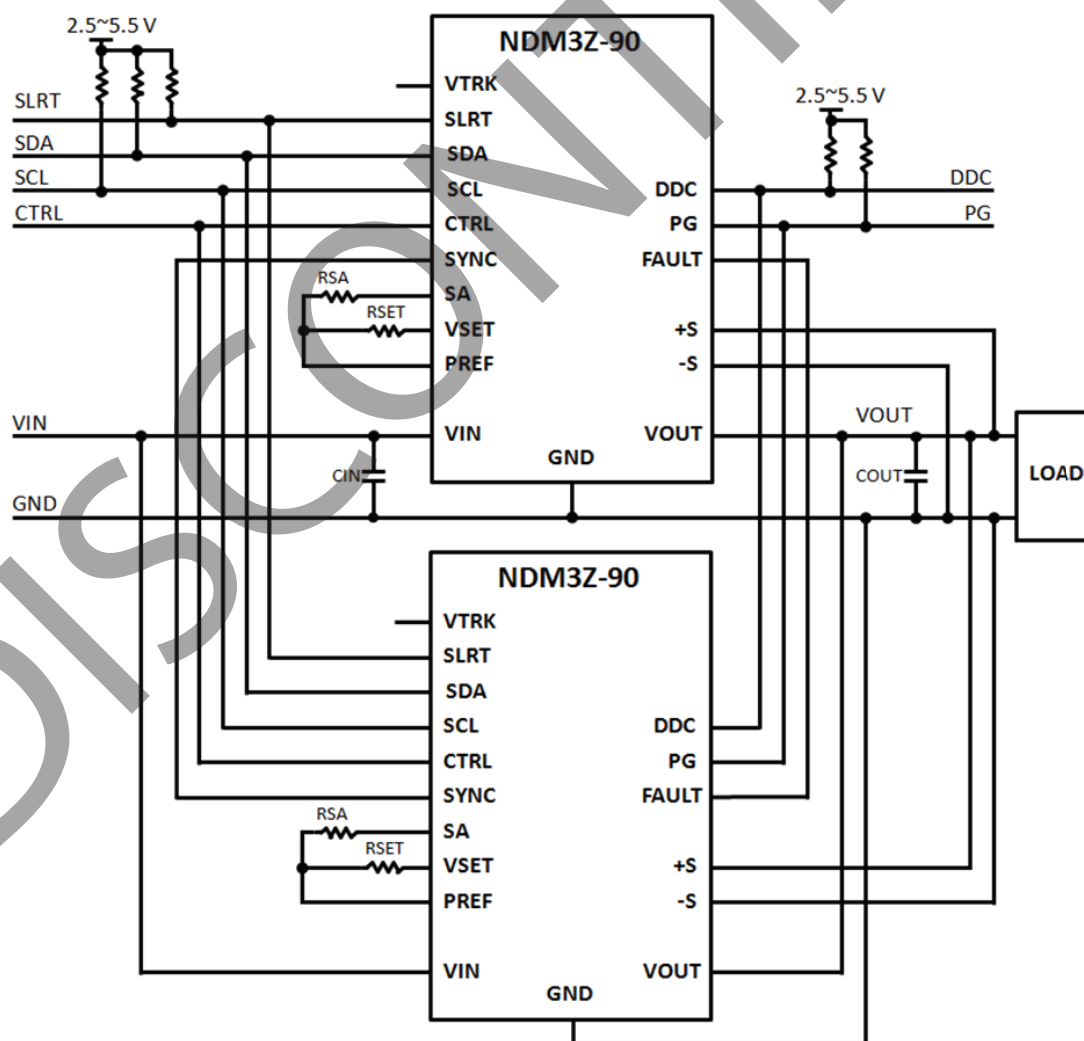 2.5~5.5 V
NDM3Z-90
VTRK
SLRT
SLRT
SDA
SDA
SCL
SCL
CTRL
CTRL
SYNC
RSA
SA
RSET
VSET
PREF
VIN
VIN
GND
CIN
GND
2.5~5.5 V
DDC
DDC
PG
PG
FAULT
+S
-S
VOUT
VOUT
COUT
LOAD
NDM3Z-90
VTRK
SLRT
SDA
SCL
CTRL
SYNC
RSA
SA
RSET
VSET
PREF
VIN
GND
DDC
PG
FAULT
+S
-S
VOUT
DISCONTI